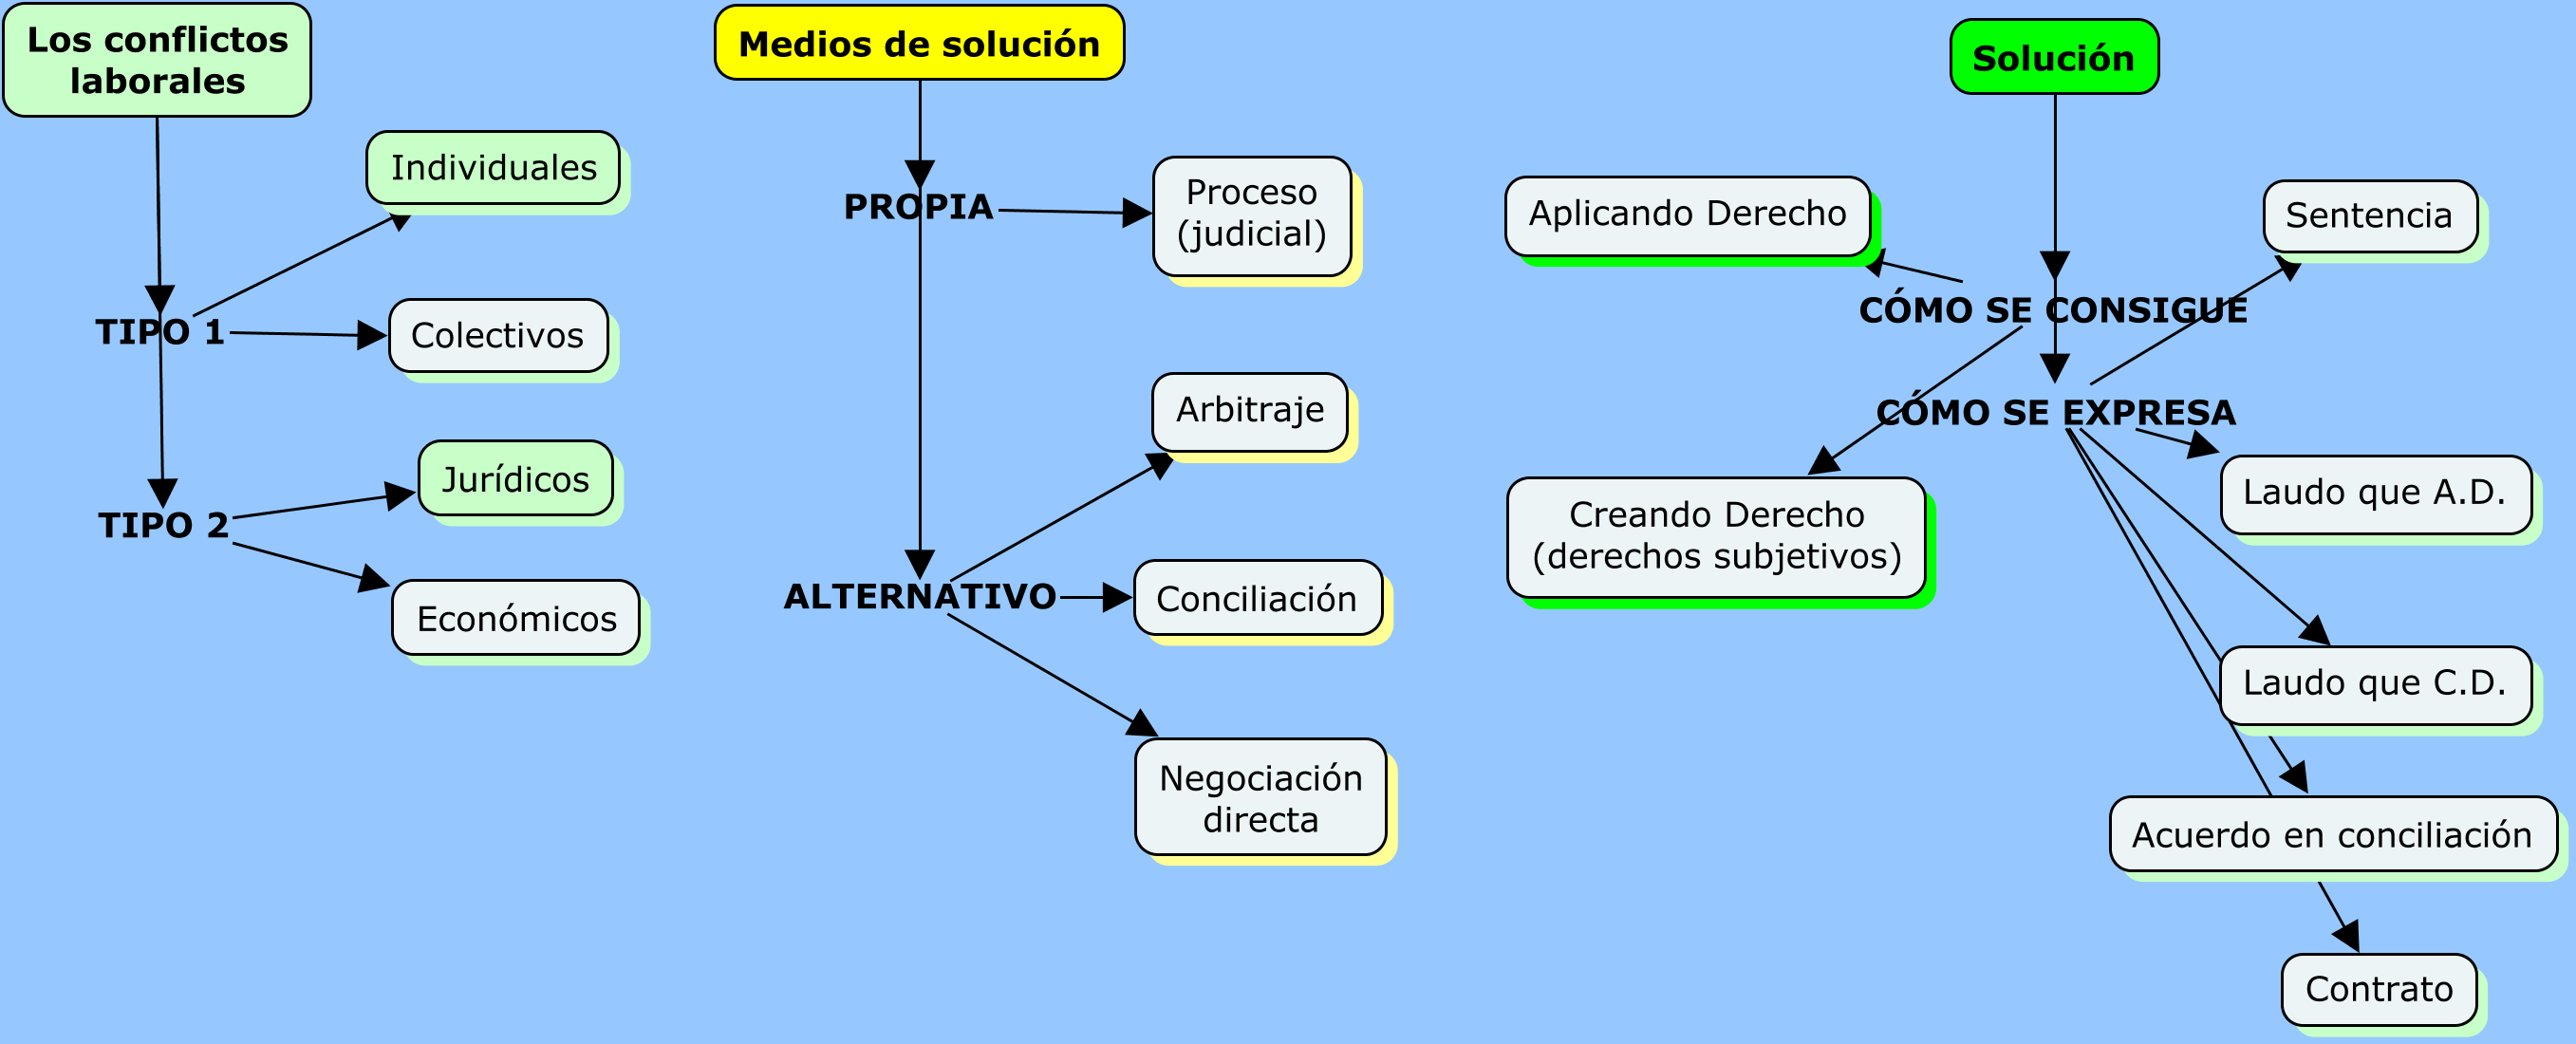 Los conflictos
laborales
TIPO 1
Individuales
Colectivos
TIPO 2
Jurídicos
Económicos
Medios de solución
PROPIA
Proceso
(judicial)
ALTERNATIVO
Arbitraje
Conciliación
Negociación
directa
Solución
CÓMO SE CONSIGUE
Aplicando Derecho
Creando Derecho
(derechos subjetivos)
CÓMO SE EXPRESA
Sentencia
Laudo que A.D.
Laudo que C.D.
Acuerdo en conciliación
Contrato